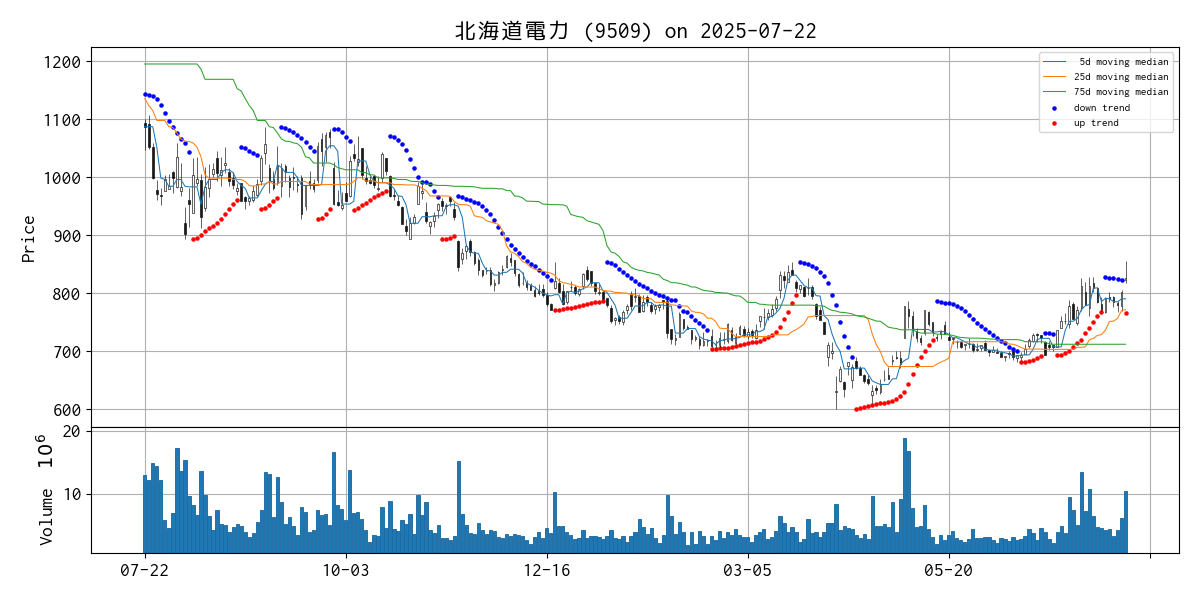 北海道電力 (9509) on 2025-07-22
1200
1100
1000
900
800
700
600
Price
5d moving median
25d moving median
75d moving median
down trend
up trend
20
10
Volume 10^6
07-22
10-03
12-16
03-05
05-20